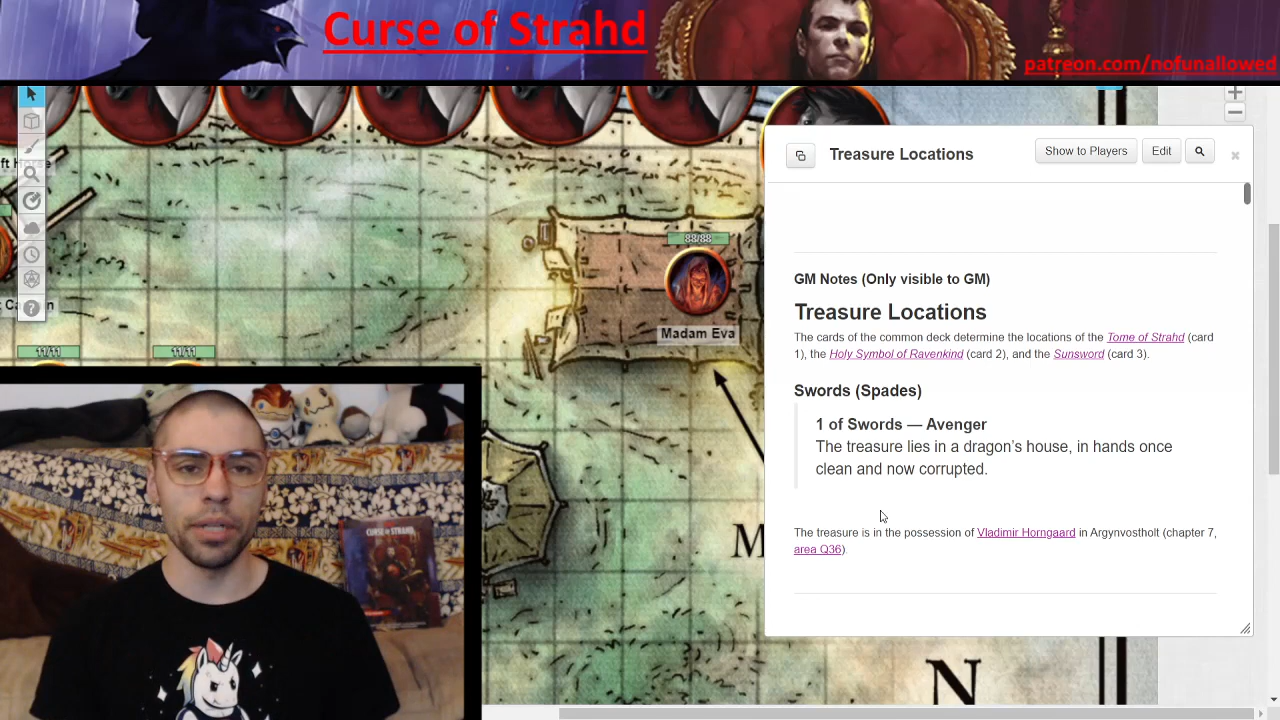 Curse of Strahd
patreon.com/nofunallowed
Treasure Locations
Show to Players
Edit
88/88
Madam Eva
11/11
11/11
GM Notes (Only visible to GM)
Treasure Locations
The cards of the common deck determine the locations of the Tome of Strahd (card
1), the Holy Symbol of Ravenkind (card 2), and the Sunsword (card 3).
Swords (Spades)
1 of Swords — Avenger
The treasure lies in a dragon's house, in hands once
clean and now corrupted.
The treasure is in the possession of Vladimir Horngaard in Argynvostholt (chapter 7,
area Q36).
CURSE OF STRAHD
M
N